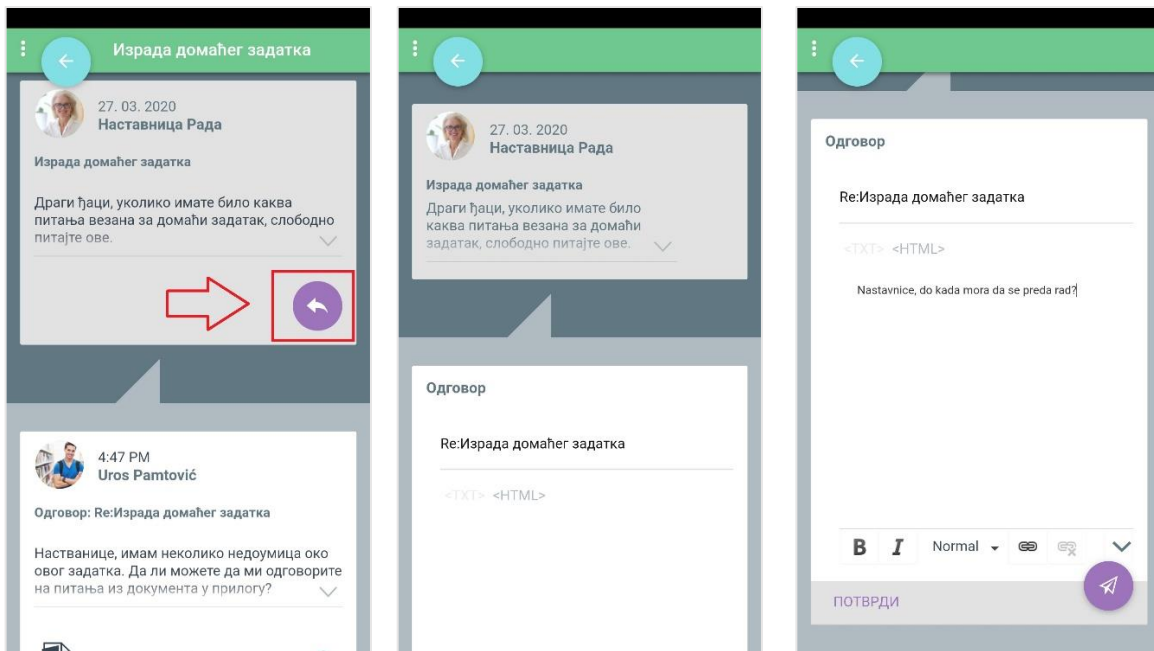 Израда домаћег задатка
27. 03. 2020
Наставница Рада
Израда домаћег задатка
Драги ђаци, уколико имате било каква
питања везана за домаћи задатак, слободно
питајте ове.
4:47 PM
Uros Pamtović
Одговор: Re:Израда домаћег задатка
Настванице, имам неколико недоумица око
овог задатка. Да ли можете да ми одговорите
на питања из документа у прилогу?
27. 03. 2020
Наставница Рада
Израда домаћег задатка
Драги ђаци, уколико имате било
каква питања везана за домаћи
задатак, слободно питајте ове.
Одговор
Re:Израда домаћег задатка
<TXT> <HTML>
Одговор
Re:Израда домаћег задатка
<TXT> <HTML>
Nastavnice, do kada mora da se preda rad?
B I Normal
ПОТВРДИ